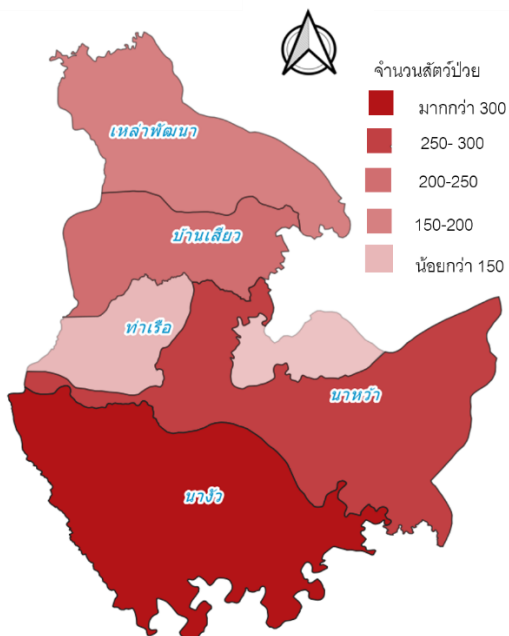 จำนวนสัตว์ป่วย
มากกว่า 300
250- 300
200-250
150-200
น้อยกว่า 150
เหล่าพัฒนา
บ้านเสียว
ท่าเรือ
นาหว้า
นางัว